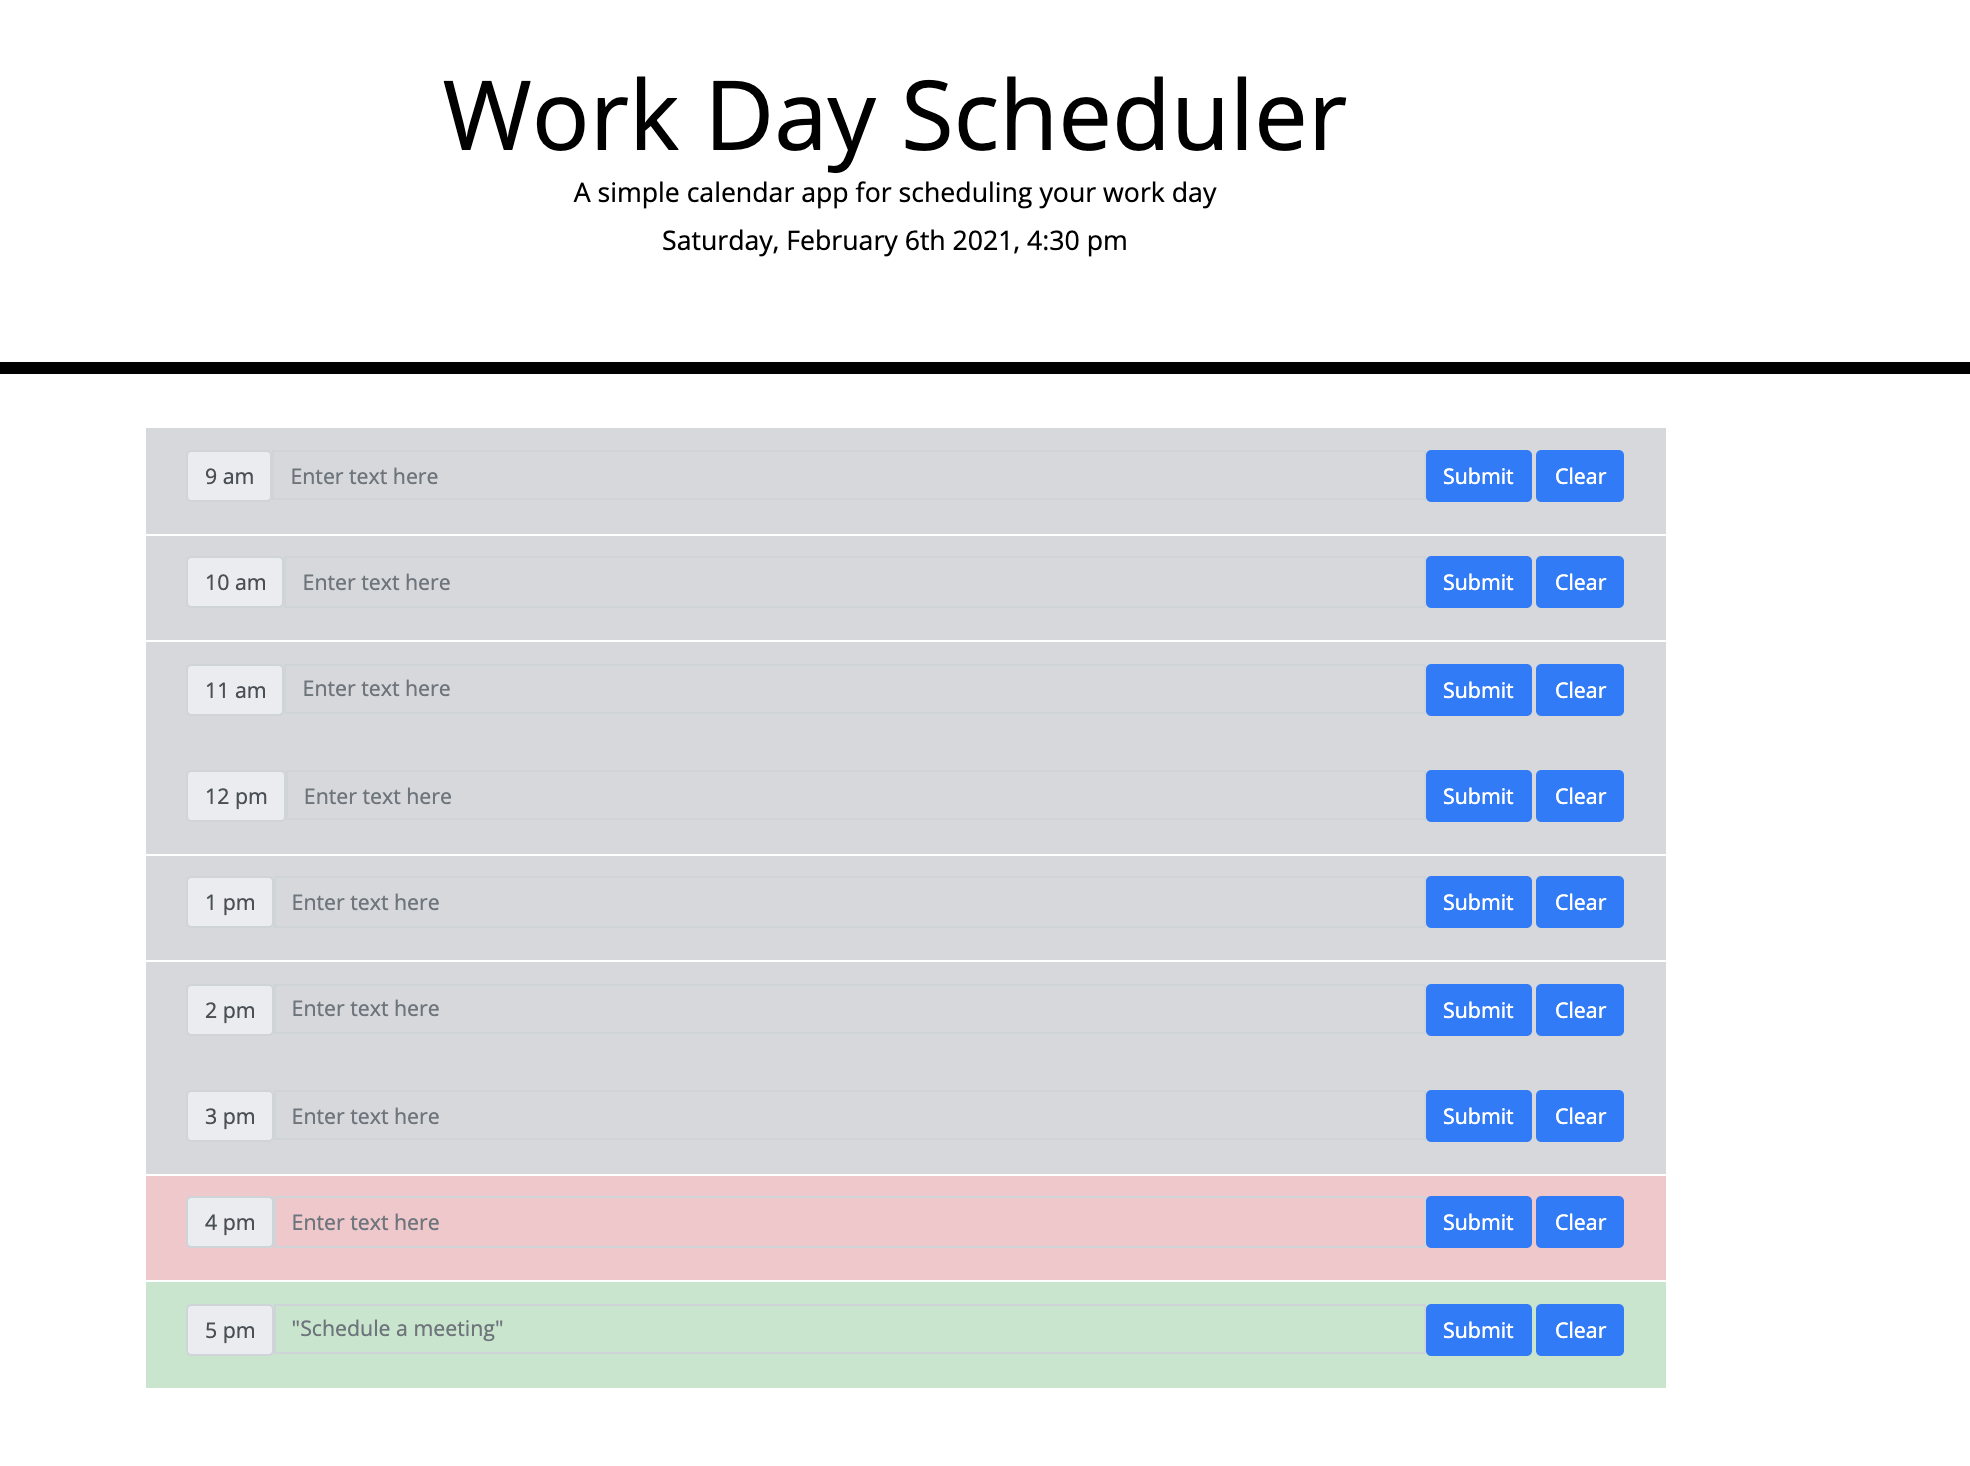 Work Day Scheduler
A simple calendar app for scheduling your work day
Saturday, February 6th 2021, 4:30 pm
9 am Enter text here Submit Clear
10 am Enter text here Submit Clear
11 am Enter text here Submit Clear
12 pm Enter text here Submit Clear
1 pm Enter text here Submit Clear
2 pm Enter text here Submit Clear
3 pm Enter text here Submit Clear
4 pm Enter text here Submit Clear
5 pm "Schedule a meeting" Submit Clear